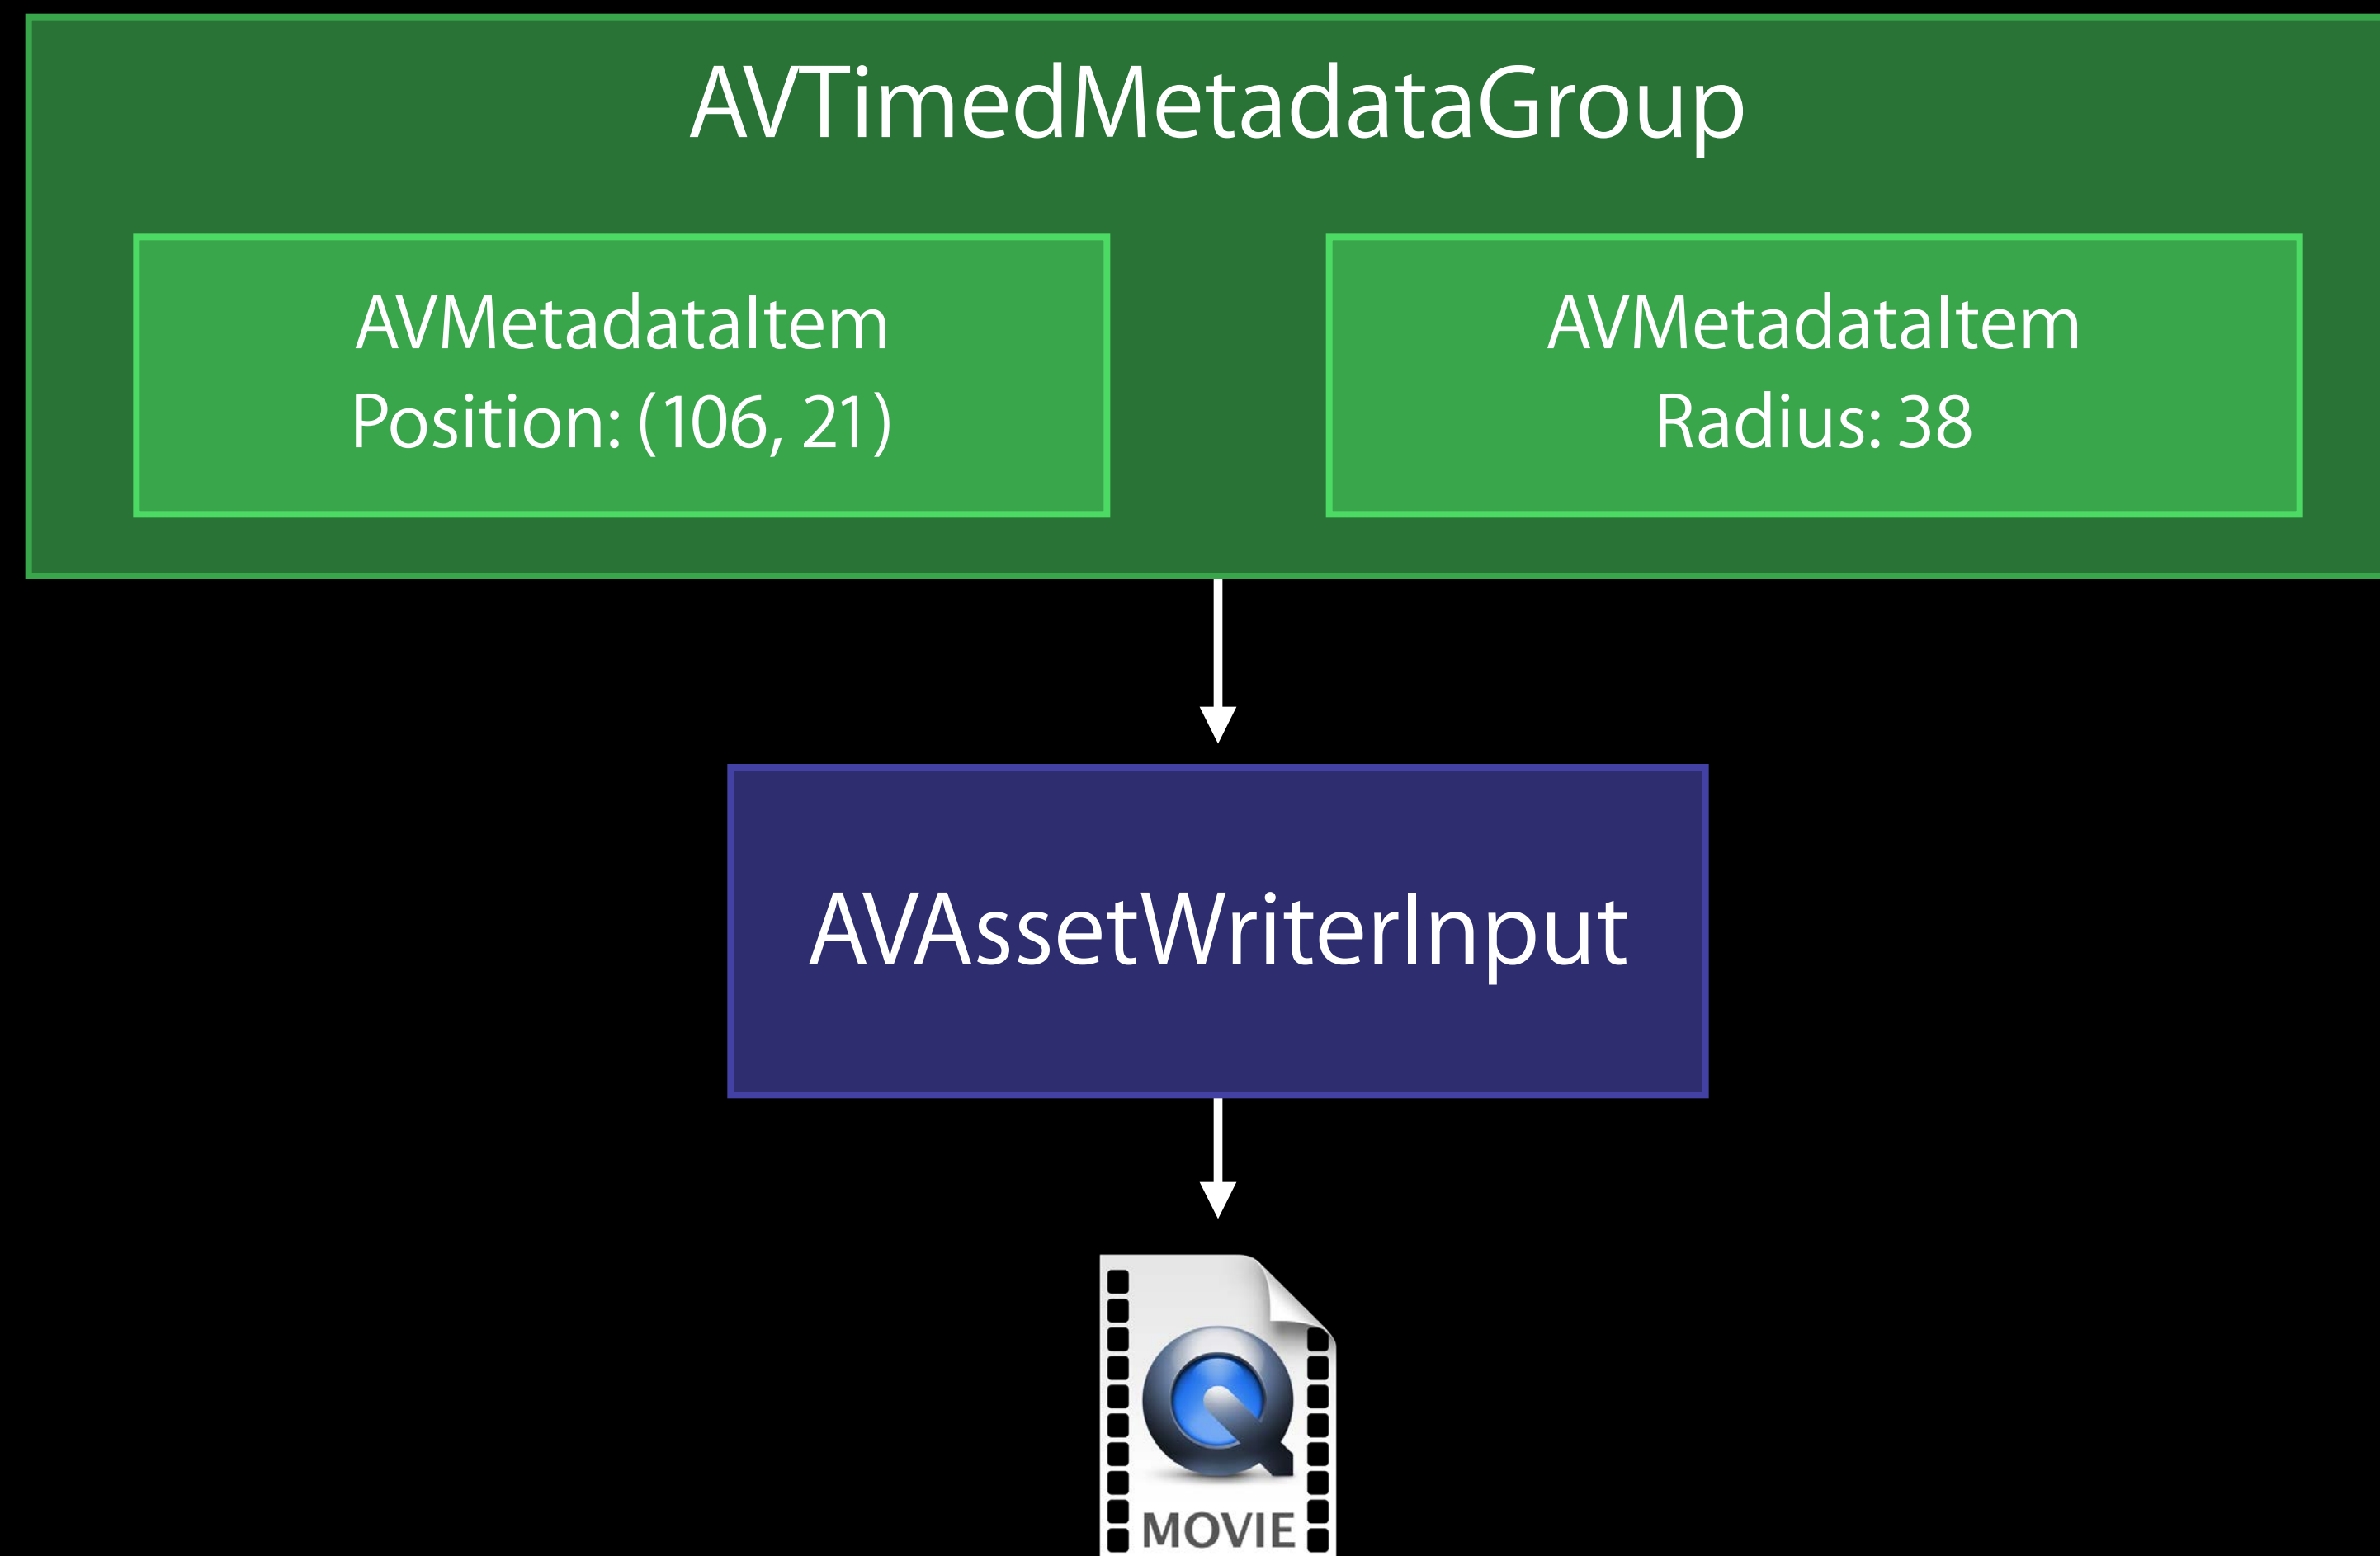 AVTimedMetadataGroup
AVMetadataItem
Position: (106, 21)
AVMetadataItem
Radius: 38
AVAssetWriterInput
MOVIE